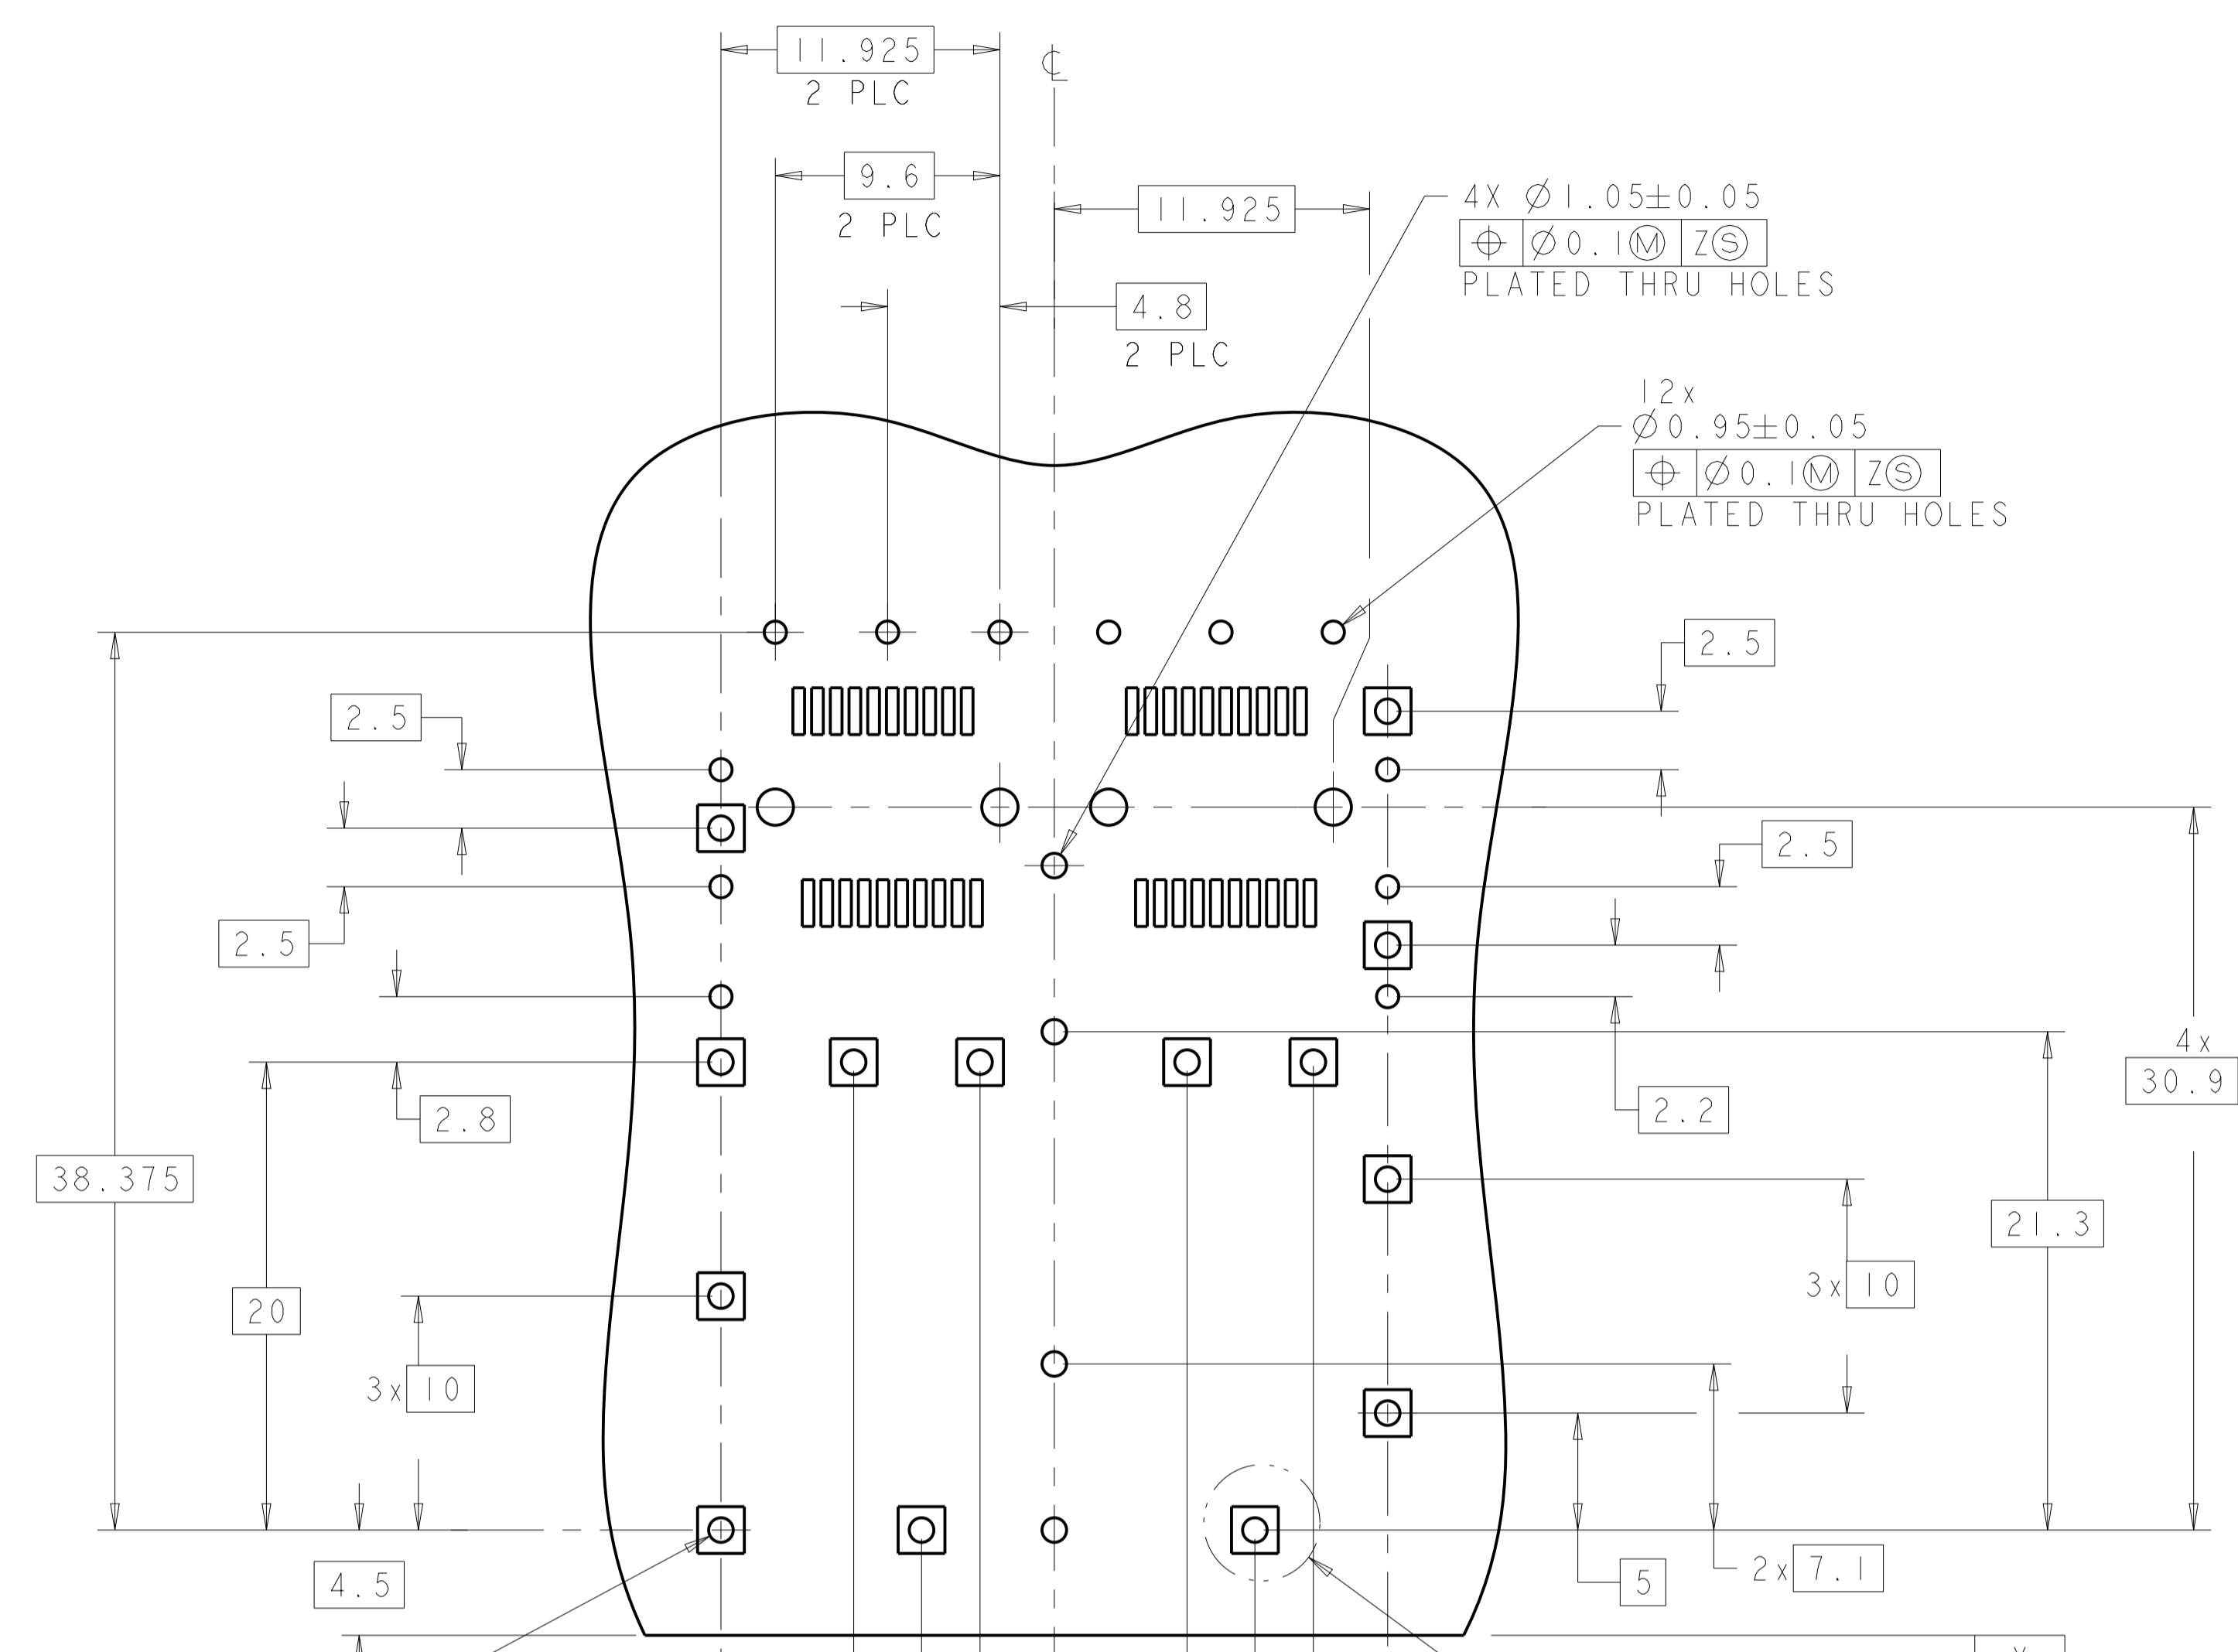 11.925
2 PLC
℄
9.6
2 PLC
11.925
4X Ø1.05±0.05
⌖ Ø0.1Ⓜ ZⓈ
PLATED THRU HOLES
4.8
2 PLC
12x
Ø0.95±0.05
⌖ Ø0.1Ⓜ ZⓈ
PLATED THRU HOLES
2.5
2.5
2.5
2.5
4x
30.9
2.8
2.2
38.375
21.3
20
3x 10
3x 10
4.5
5
2x 7.1